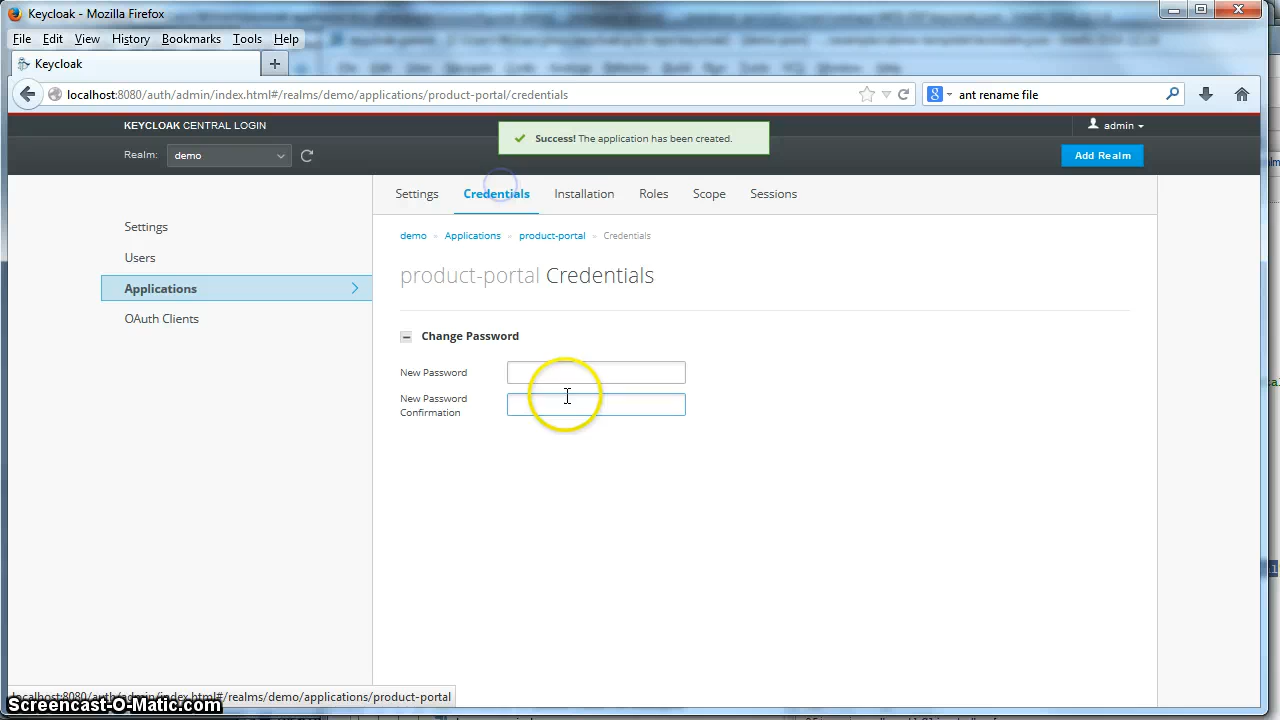 Keycloak - Mozilla Firefox
File Edit View History Bookmarks Tools Help
Keycloak
localhost:8080/auth/admin/index.html#/realms/demo/applications/product-portal/credentials
ant rename file
KEYCLOAK CENTRAL LOGIN
admin
Success! The application has been created.
Realm: demo
Add Realm
Settings Credentials Installation Roles Scope Sessions
Settings
Users
Applications
OAuth Clients
demo » Applications » product-portal » Credentials
product-portal Credentials
Change Password
New Password
New Password
Confirmation
localhost:8080/auth/admin/index.html#/realms/demo/applications/product-portal
Screencast-O-Matic.com